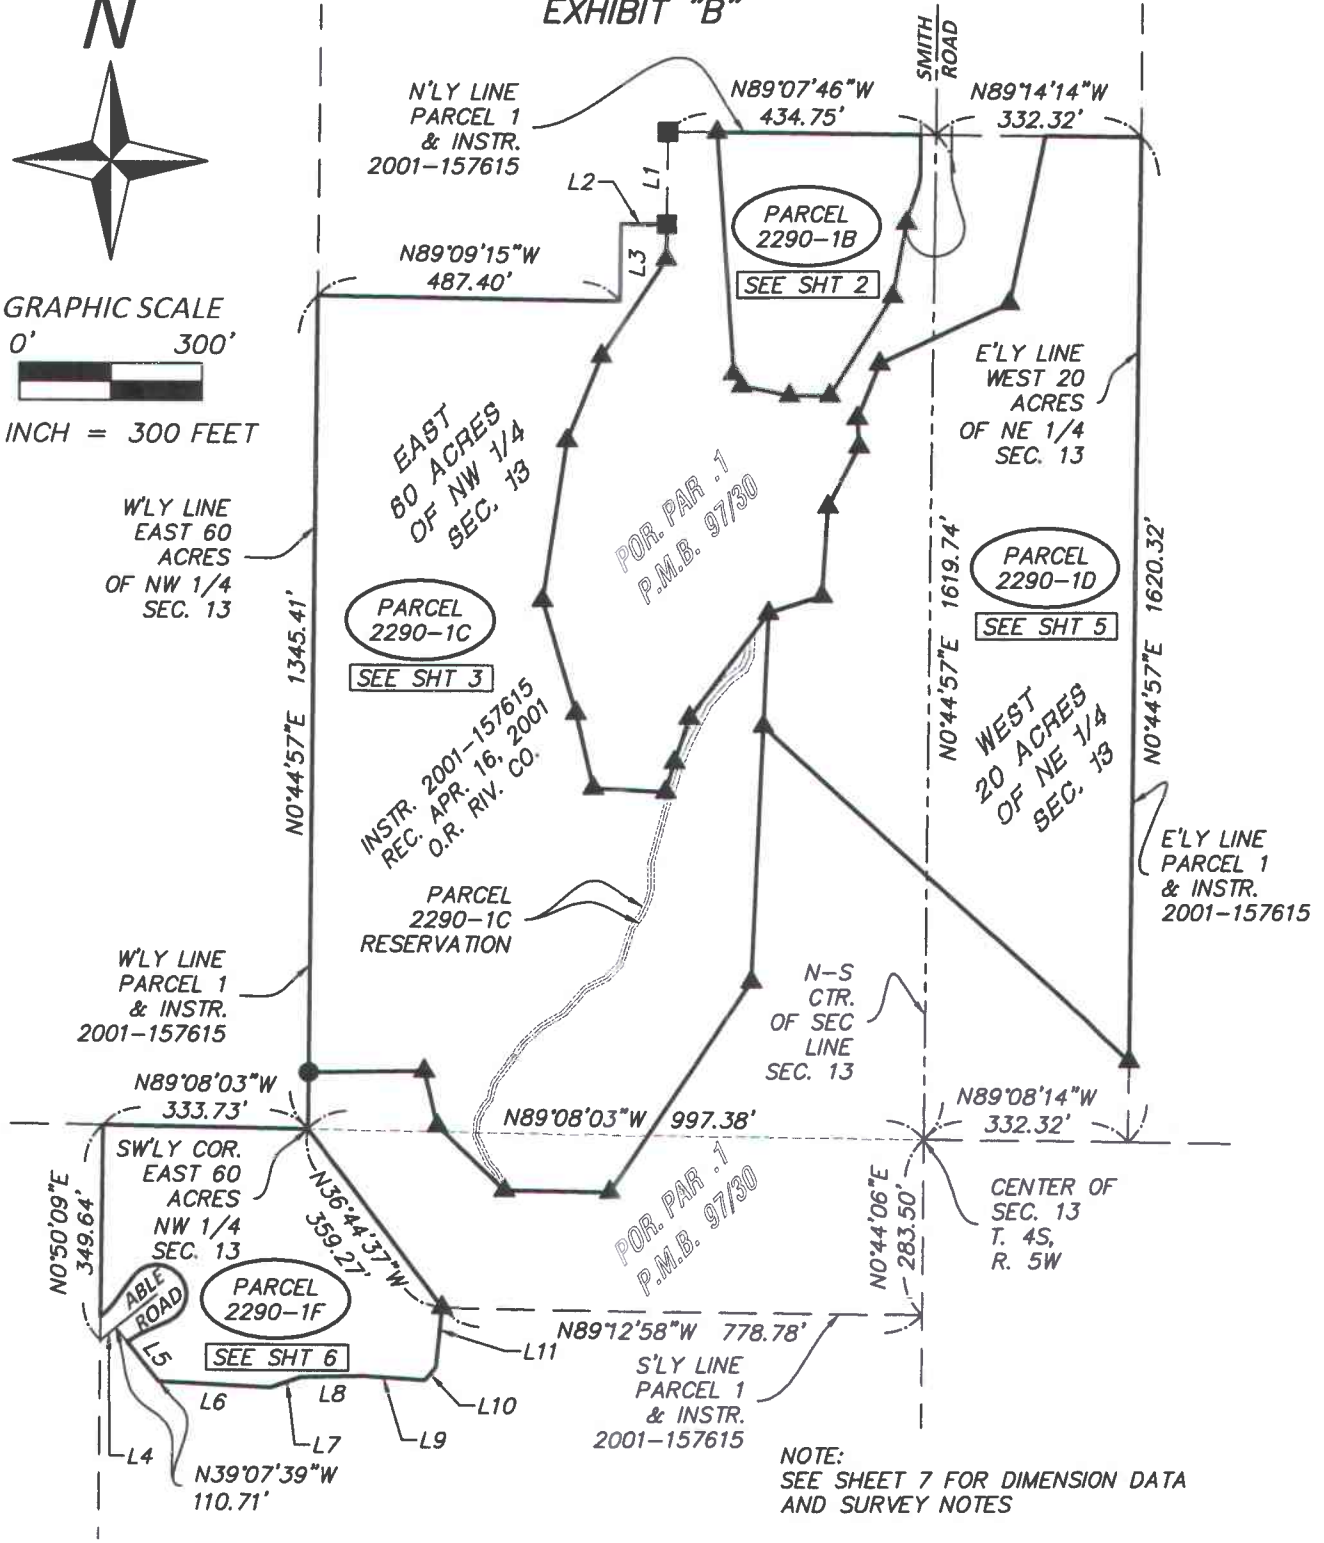 EXHIBIT "B"
N
SMITH
ROAD
N'LY LINE
PARCEL 1
& INSTR.
2001-157615
N89°07'46"W
434.75'
N89°14'14"W
332.32'
L1
L2
L3
PARCEL
2290-1B
SEE SHT 2
N89°09'15"W
487.40'
GRAPHIC SCALE
0' 300'
INCH = 300 FEET
E'LY LINE
WEST 20
ACRES
OF NE 1/4
SEC. 13
EAST
60 ACRES
OF NW 1/4
SEC. 13
POR. PAR .1
P.M.B. 97/30
W'LY LINE
EAST 60
ACRES
OF NW 1/4
SEC. 13
N0°44'57"E 1345.41'
PARCEL
2290-1C
SEE SHT 3
N0°44'57"E 1619.74'
PARCEL
2290-1D
SEE SHT 5
N0°44'57"E 1620.32'
INSTR. 2001-157615
REC. APR. 16, 2001
O.R. RIV. CO.
WEST
20 ACRES
OF NE 1/4
SEC. 13
E'LY LINE
PARCEL 1
& INSTR.
2001-157615
PARCEL
2290-1C
RESERVATION
W'LY LINE
PARCEL 1
& INSTR.
2001-157615
N-S
CTR.
OF SEC
LINE
SEC. 13
N89°08'03"W
333.73'
N89°08'03"W 997.38'
N89°08'14"W
332.32'
SW'LY COR.
EAST 60
ACRES
NW 1/4
SEC. 13
N0°50'09"E
349.64'
N36°44'37"W
359.27'
POR. PAR .1
P.M.B. 97/30
N0°44'06"E
283.50'
CENTER OF
SEC. 13
T. 4S,
R. 5W
ABLE
ROAD
PARCEL
2290-1F
SEE SHT 6
N89°12'58"W 778.78'
S'LY LINE
PARCEL 1
& INSTR.
2001-157615
L5
L6
L8
L11
L10
L9
L7
L4
N39°07'39"W
110.71'
NOTE:
SEE SHEET 7 FOR DIMENSION DATA
AND SURVEY NOTES